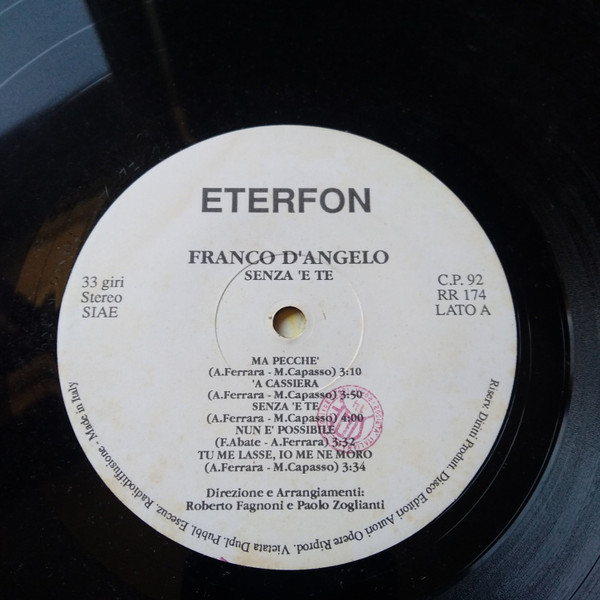 ETERFON
FRANCO D'ANGELO
SENZA 'E TE
33 giri
Stereo
SIAE
C.P. 92
RR 174
LATO A
MA PECCHE'
(A.Ferrara - M.Capasso) 3:10
'A CASSIERA
(A.Ferrara - M.Capasso) 3:50
SENZA 'E TE
(A.Ferrara - M.Capasso) 4:00
NUN E' POSSIBILE
(F.Abate - A.Ferrara) 3:32
TU ME LASSE, IO ME NE MORO
(A.Ferrara - M.Capasso) 3:34
Direzione e Arrangiamenti:
Roberto Fagnoni e Paolo Zoglianti
Riserv. Diritti Produtt. Disco Editori Autori Opere Riprod. Vietata Dupl. Pubbl. Esecuz. Radiodiffusione - Made in Italy